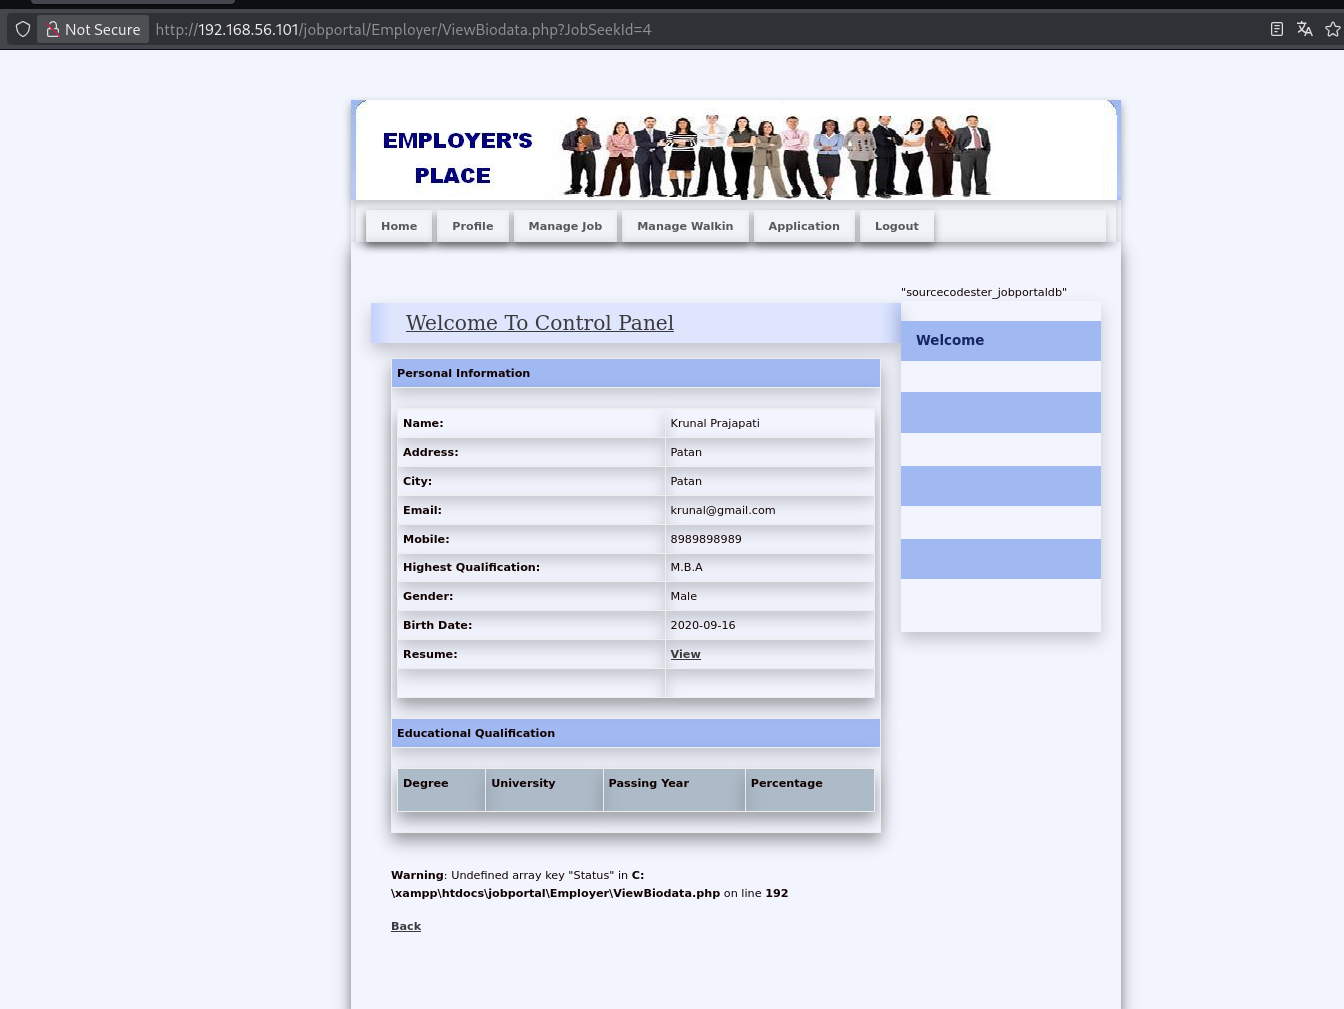 Not Secure http://192.168.56.101/jobportal/Employer/ViewBiodata.php?JobSeekId=4
EMPLOYER'S
PLACE
Home Profile Manage Job Manage Walkin Application Logout
"sourcecodester_jobportaldb"
Welcome To Control Panel
Welcome
Personal Information
Name: Krunal Prajapati
Address: Patan
City: Patan
Email: krunal@gmail.com
Mobile: 8989898989
Highest Qualification: M.B.A
Gender: Male
Birth Date: 2020-09-16
Resume: View
Educational Qualification
Degree University Passing Year Percentage
Warning: Undefined array key "Status" in C:
\xampp\htdocs\jobportal\Employer\ViewBiodata.php on line 192
Back